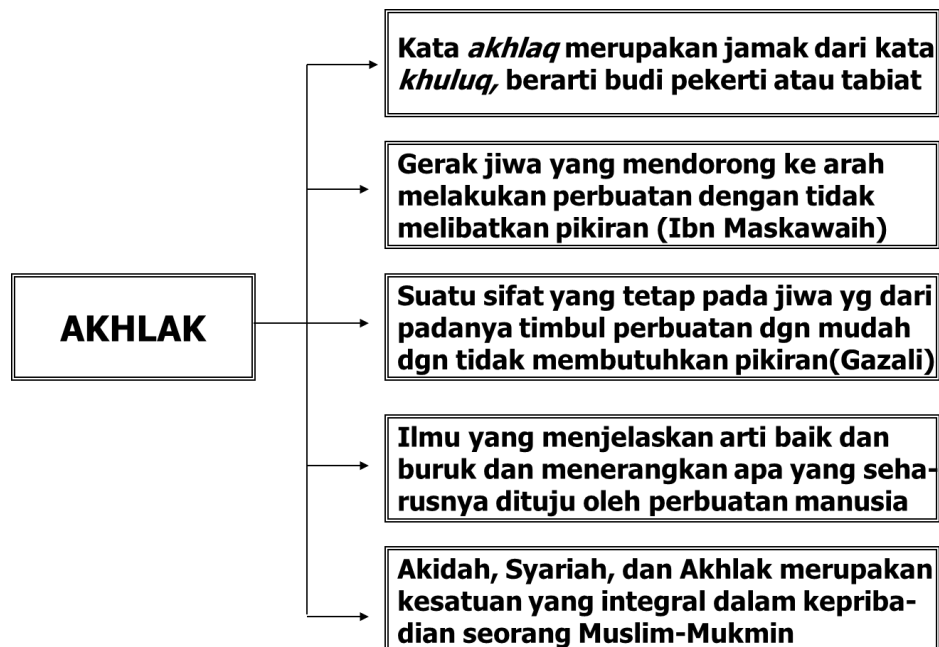 Kata akhlaq merupakan jamak dari kata
khuluq, berarti budi pekerti atau tabiat
Gerak jiwa yang mendorong ke arah
melakukan perbuatan dengan tidak
melibatkan pikiran (Ibn Maskawaih)
AKHLAK
Suatu sifat yang tetap pada jiwa yg dari
padanya timbul perbuatan dgn mudah
dgn tidak membutuhkan pikiran(Gazali)
Ilmu yang menjelaskan arti baik dan
buruk dan menerangkan apa yang seha-
rusnya dituju oleh perbuatan manusia
Akidah, Syariah, dan Akhlak merupakan
kesatuan yang integral dalam kepriba-
dian seorang Muslim-Mukmin